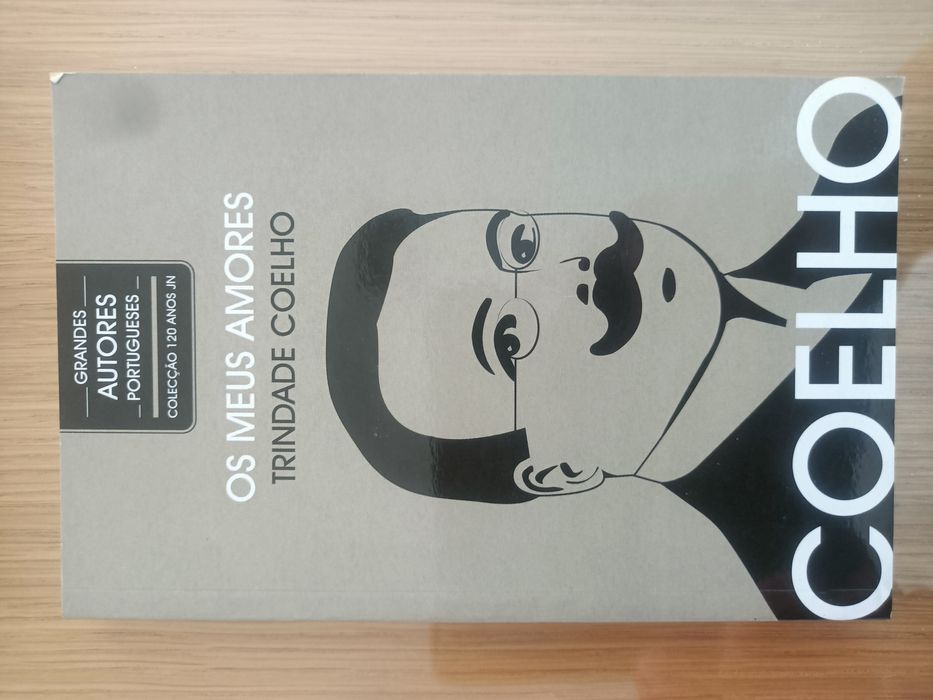 GRANDES
AUTORES
PORTUGUESES
COLECÇÃO 120 ANOS JN
OS MEUS AMORES
TRINDADE COELHO
COELHO